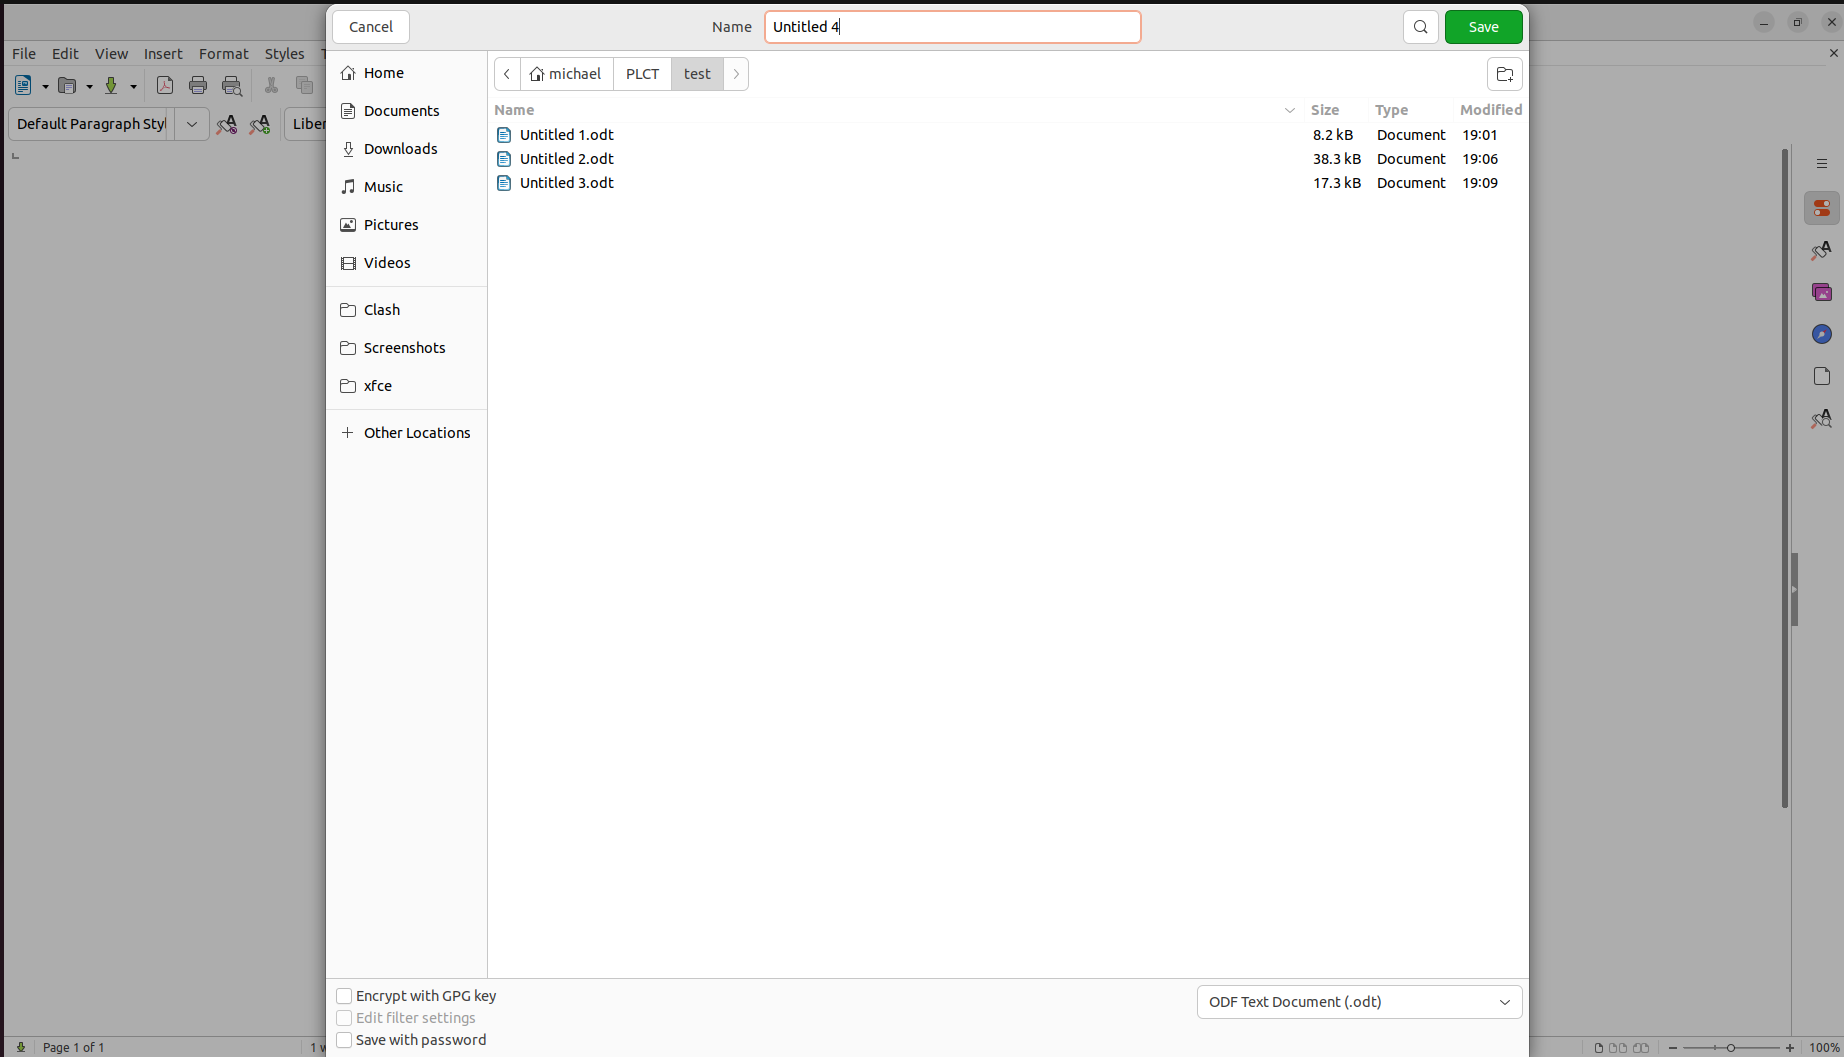 Cancel
Name
Untitled 4
Save
File Edit View Insert Format Styles
Default Paragraph Styl
Liber
Home
Documents
Downloads
Music
Pictures
Videos
Clash
Screenshots
xfce
Other Locations
michael PLCT test
Name Size Type Modified
Untitled 1.odt 8.2 kB Document 19:01
Untitled 2.odt 38.3 kB Document 19:06
Untitled 3.odt 17.3 kB Document 19:09
Encrypt with GPG key
Edit filter settings
Save with password
ODF Text Document (.odt)
Page 1 of 1
1 w
100%